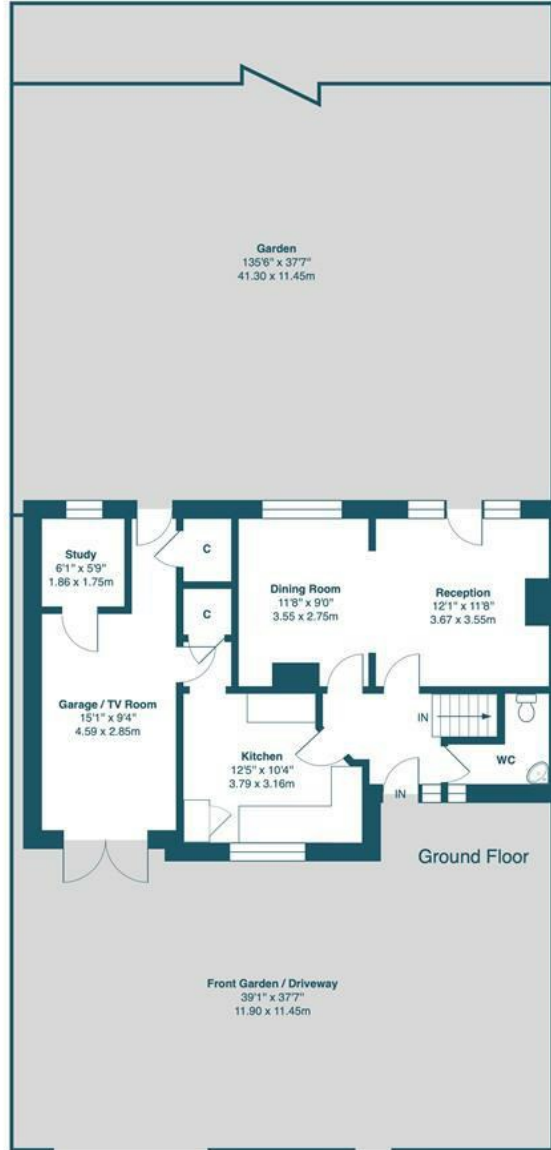 Garden
135'6" x 37'7"
41.30 x 11.45m
Study
6'1" x 5'9"
1.86 x 1.75m
C
Dining Room
11'8" x 9'0"
3.55 x 2.75m
Reception
12'1" x 11'8"
3.67 x 3.55m
C
Garage / TV Room
15'1" x 9'4"
4.59 x 2.85m
Kitchen
12'5" x 10'4"
3.79 x 3.16m
IN
WC
IN
Ground Floor
Front Garden / Driveway
39'1" x 37'7"
11.90 x 11.45m